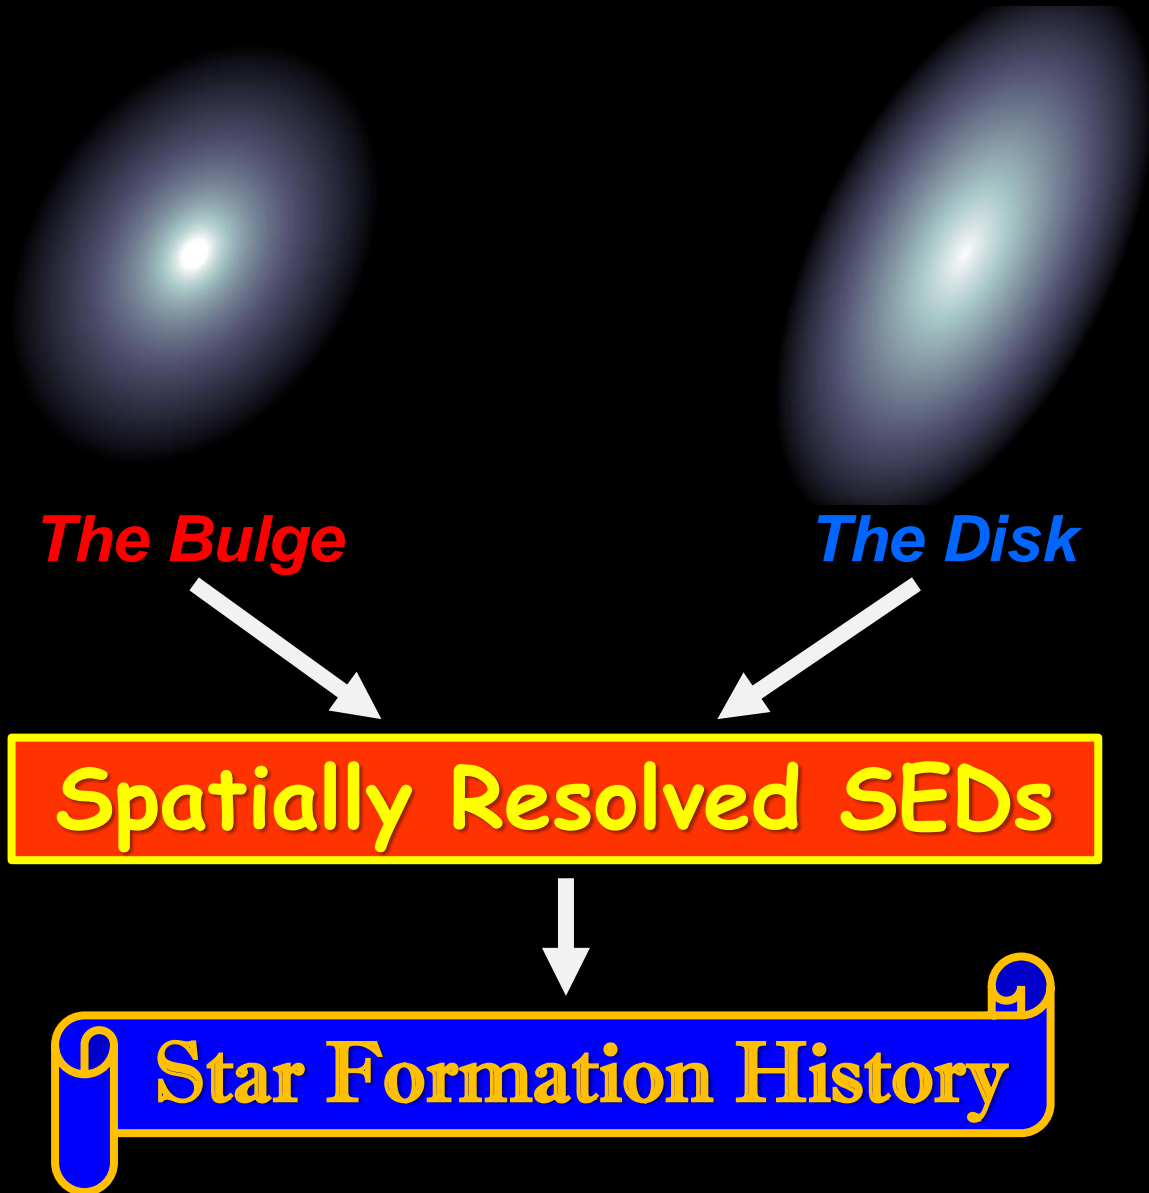 The Bulge
The Disk
Spatially Resolved SEDs
Star Formation History